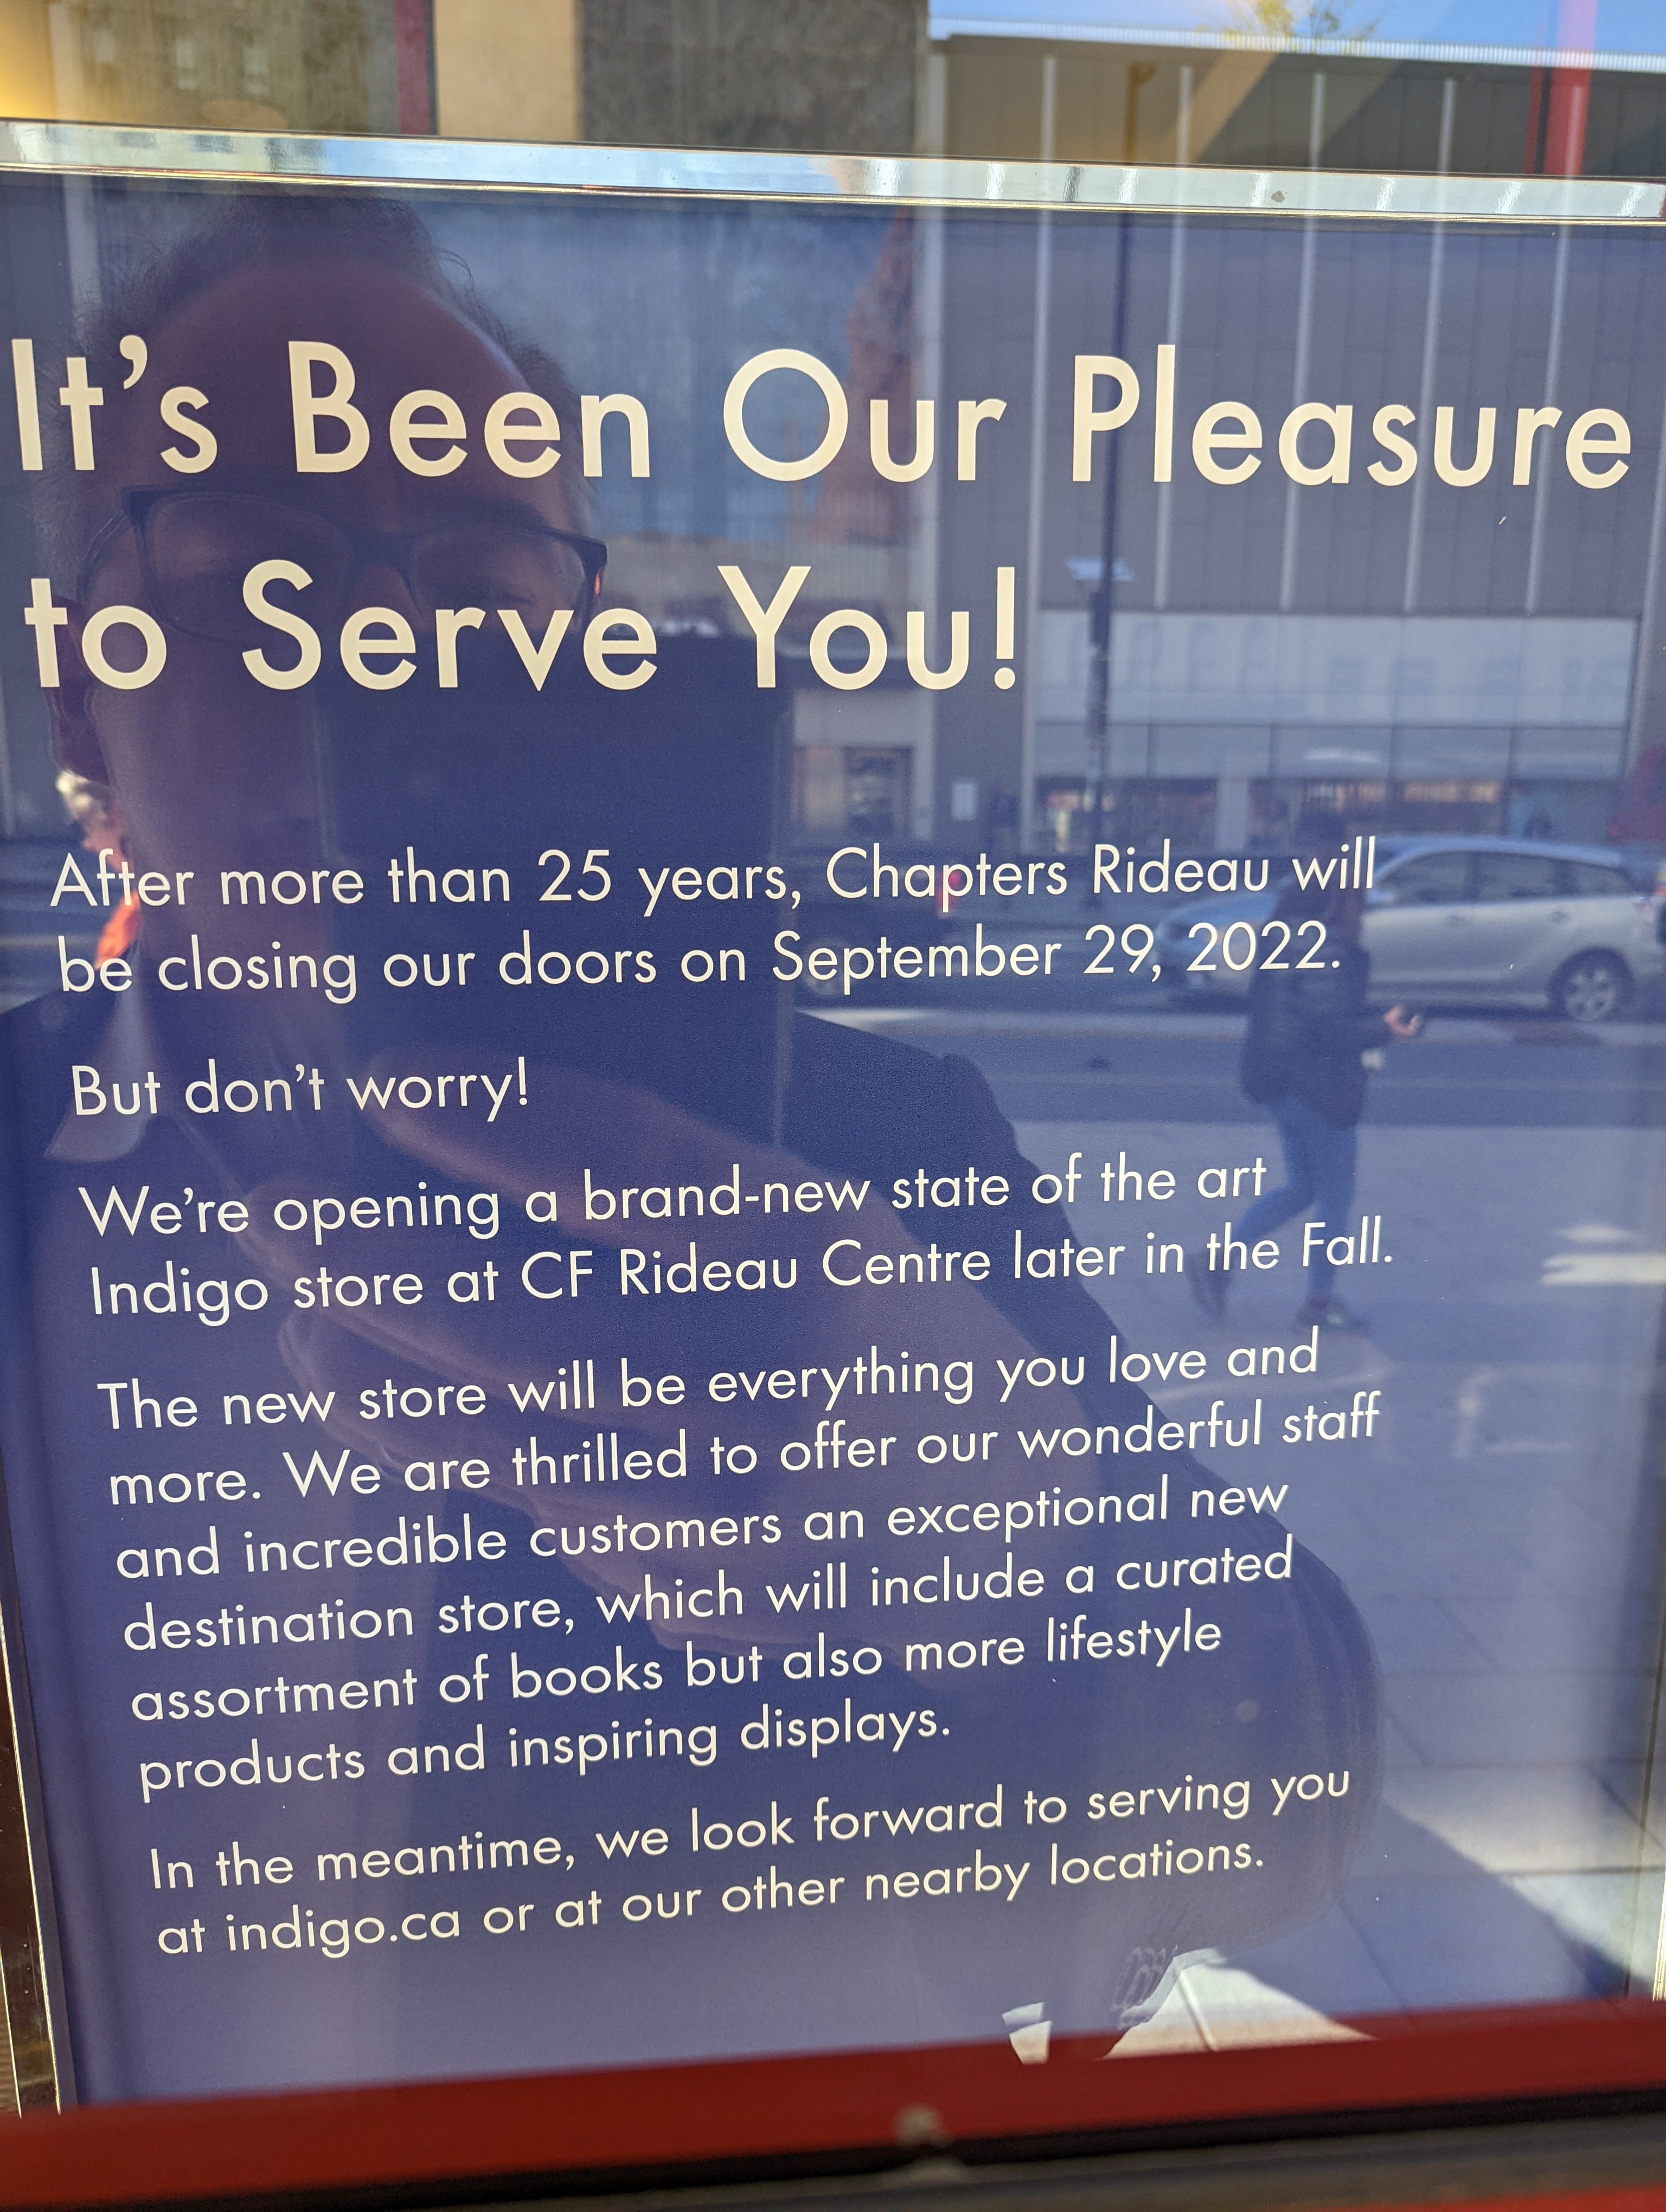 It's Been Our Pleasure
to Serve You!
After more than 25 years, Chapters Rideau will
be closing our doors on September 29, 2022.
But don't worry!
We're opening a brand-new state of the art
Indigo store at CF Rideau Centre later in the Fall.
The new store will be everything you love and
more. We are thrilled to offer our wonderful staff
and incredible customers an exceptional new
destination store, which will include a curated
assortment of books but also more lifestyle
products and inspiring displays.
In the meantime, we look forward to serving you
at indigo.ca or at our other nearby locations.